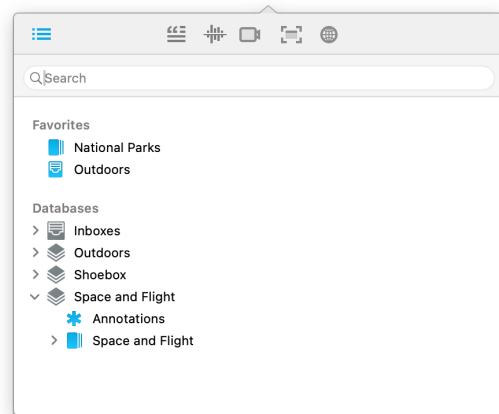 Search
Favorites
National Parks
Outdoors
Databases
Inboxes
Outdoors
Shoebox
Space and Flight
Annotations
Space and Flight